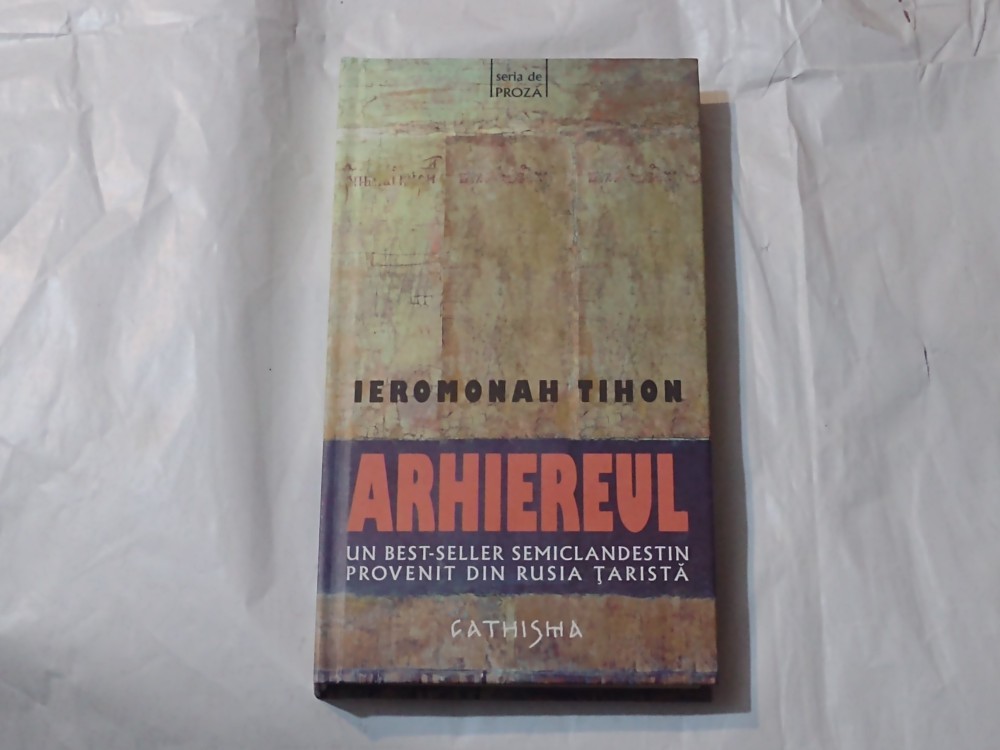 seria de
PROZĂ
IEROMONAH TIHON
ARHIEREUL
UN BEST-SELLER SEMICLANDESTIN
PROVENIT DIN RUSIA ŢARISTĂ
CATHISMA